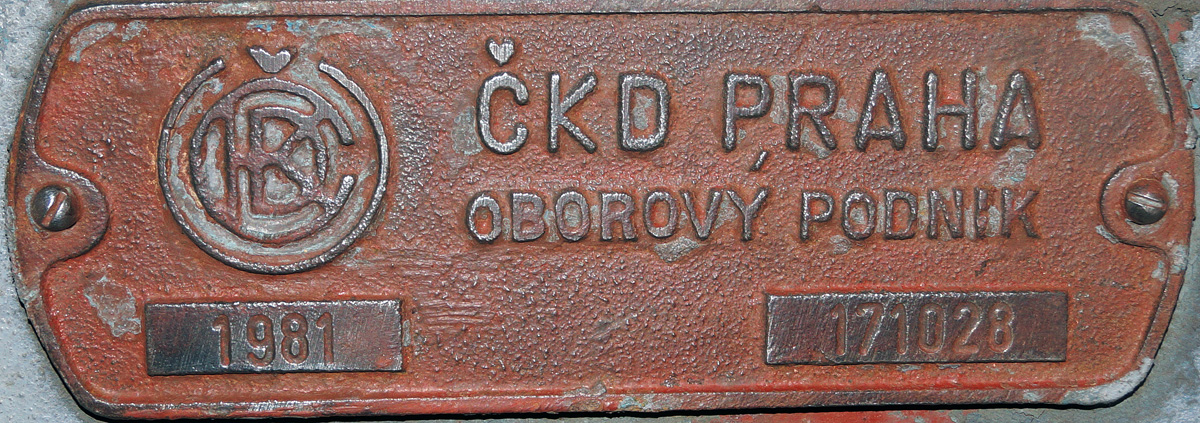 ČKD PRAHA
OBOROVÝ PODNIK
1981
171028